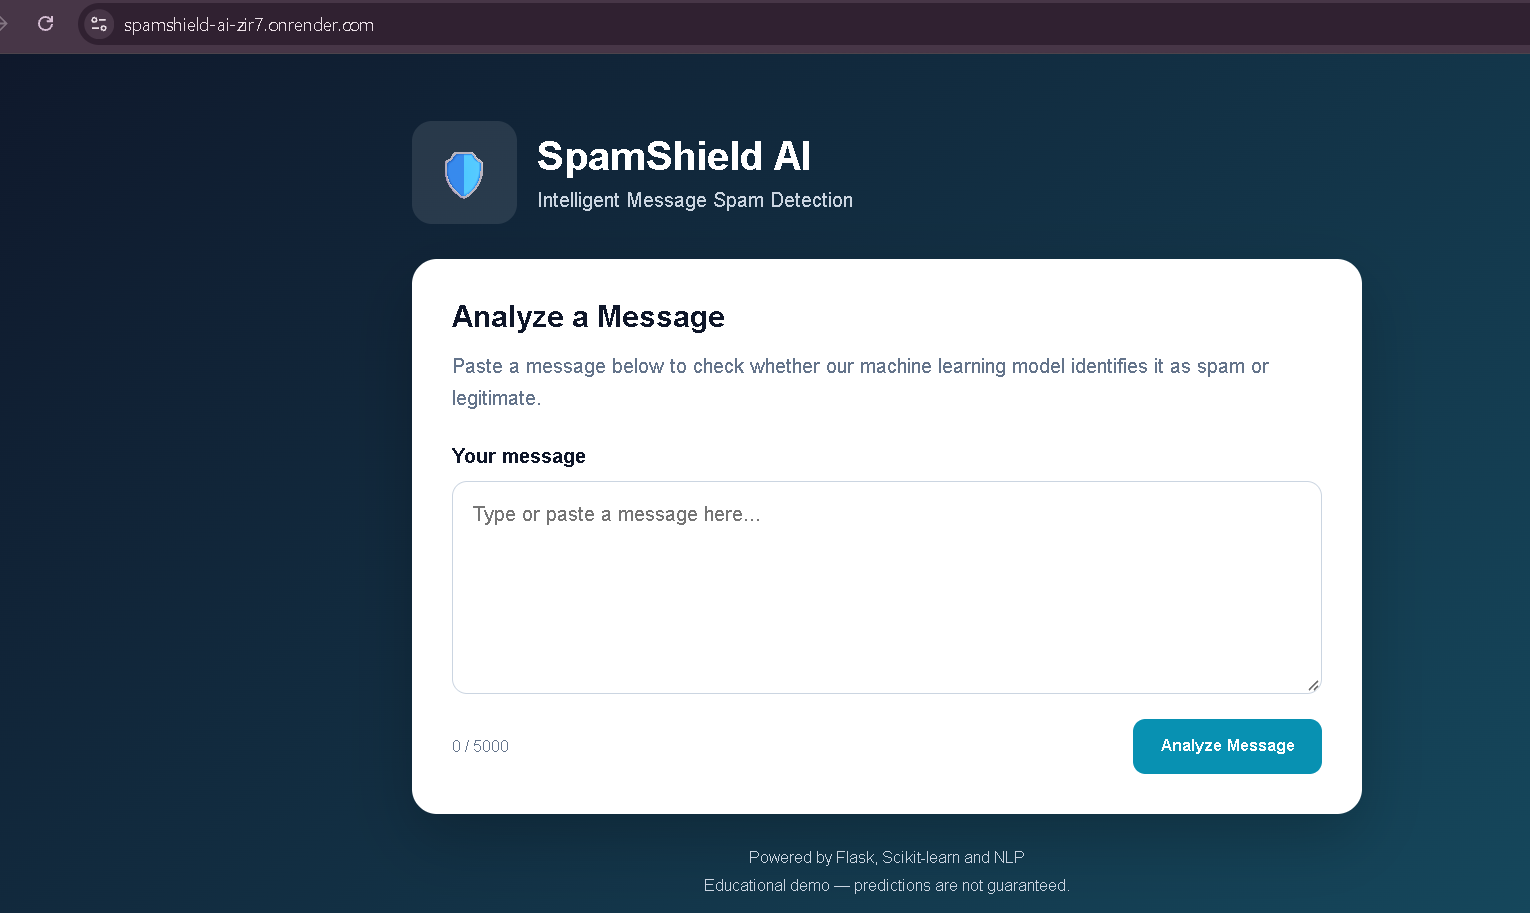 spamshield-ai-zir7.onrender.com
SpamShield AI
Intelligent Message Spam Detection
Analyze a Message
Paste a message below to check whether our machine learning model identifies it as spam or
legitimate.
Your message
Type or paste a message here...
0 / 5000
Analyze Message
Powered by Flask, Scikit-learn and NLP
Educational demo — predictions are not guaranteed.